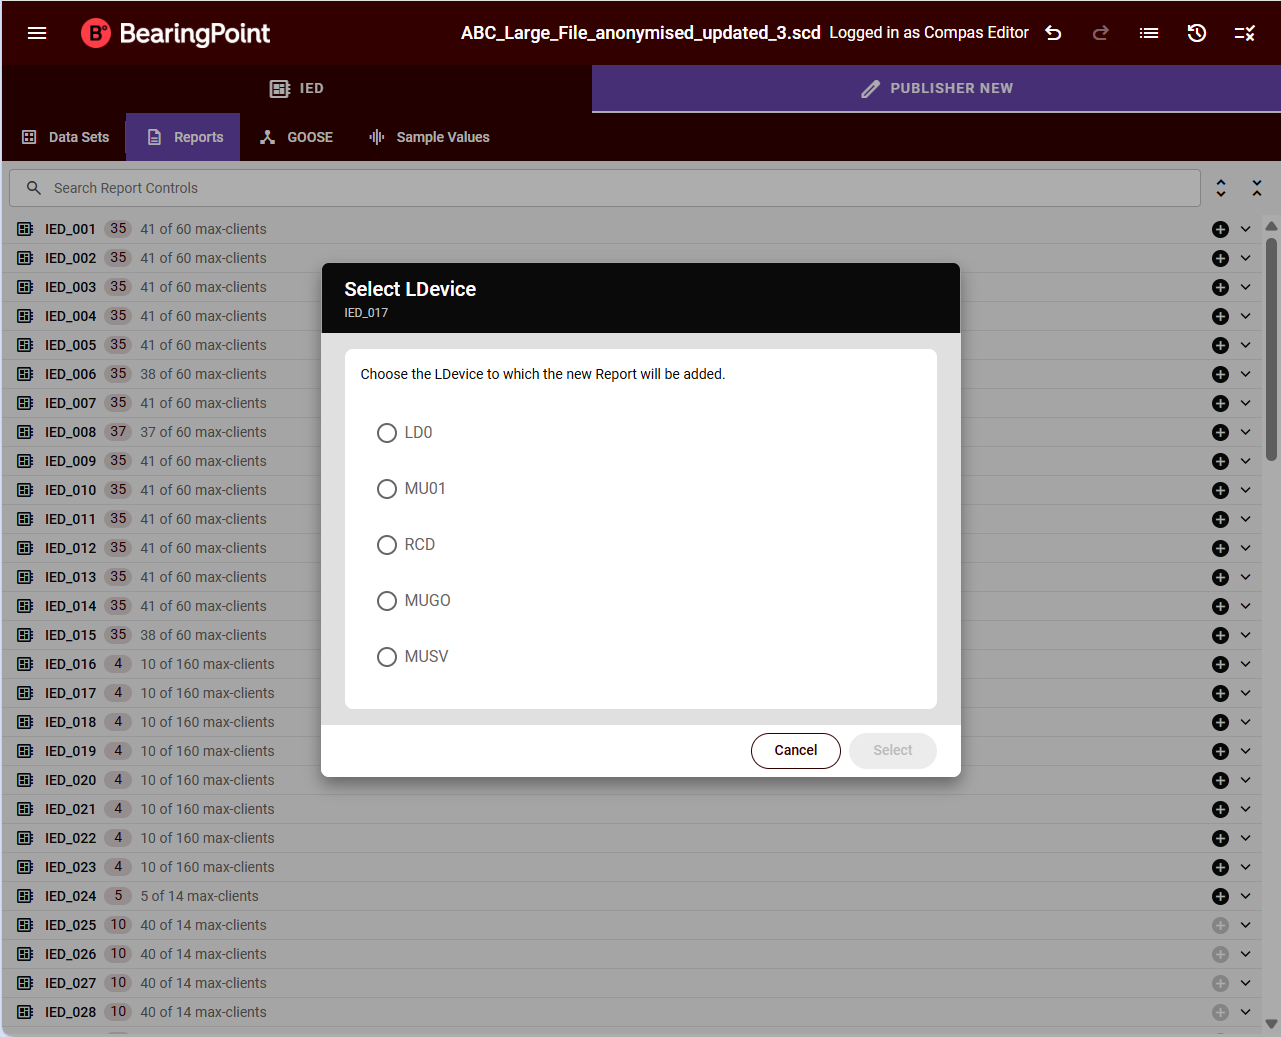 BearingPoint
ABC_Large_File_anonymised_updated_3.scd Logged in as Compas Editor
IED
PUBLISHER NEW
Data Sets Reports GOOSE Sample Values
Search Report Controls
IED_001 35 41 of 60 max-clients
IED_002 35 41 of 60 max-clients
IED_003 35 41 of 60 max-clients
IED_004 35 41 of 60 max-clients
IED_005 35 41 of 60 max-clients
IED_006 35 38 of 60 max-clients
IED_007 35 41 of 60 max-clients
IED_008 37 37 of 60 max-clients
IED_009 35 41 of 60 max-clients
IED_010 35 41 of 60 max-clients
IED_011 35 41 of 60 max-clients
IED_012 35 41 of 60 max-clients
IED_013 35 41 of 60 max-clients
IED_014 35 41 of 60 max-clients
IED_015 35 38 of 60 max-clients
IED_016 4 10 of 160 max-clients
IED_017 4 10 of 160 max-clients
IED_018 4 10 of 160 max-clients
IED_019 4 10 of 160 max-clients
IED_020 4 10 of 160 max-clients
IED_021 4 10 of 160 max-clients
IED_022 4 10 of 160 max-clients
IED_023 4 10 of 160 max-clients
IED_024 5 5 of 14 max-clients
IED_025 10 40 of 14 max-clients
IED_026 10 40 of 14 max-clients
IED_027 10 40 of 14 max-clients
IED_028 10 40 of 14 max-clients
Select LDevice
IED_017
Choose the LDevice to which the new Report will be added.
LD0
MU01
RCD
MUGO
MUSV
Cancel Select